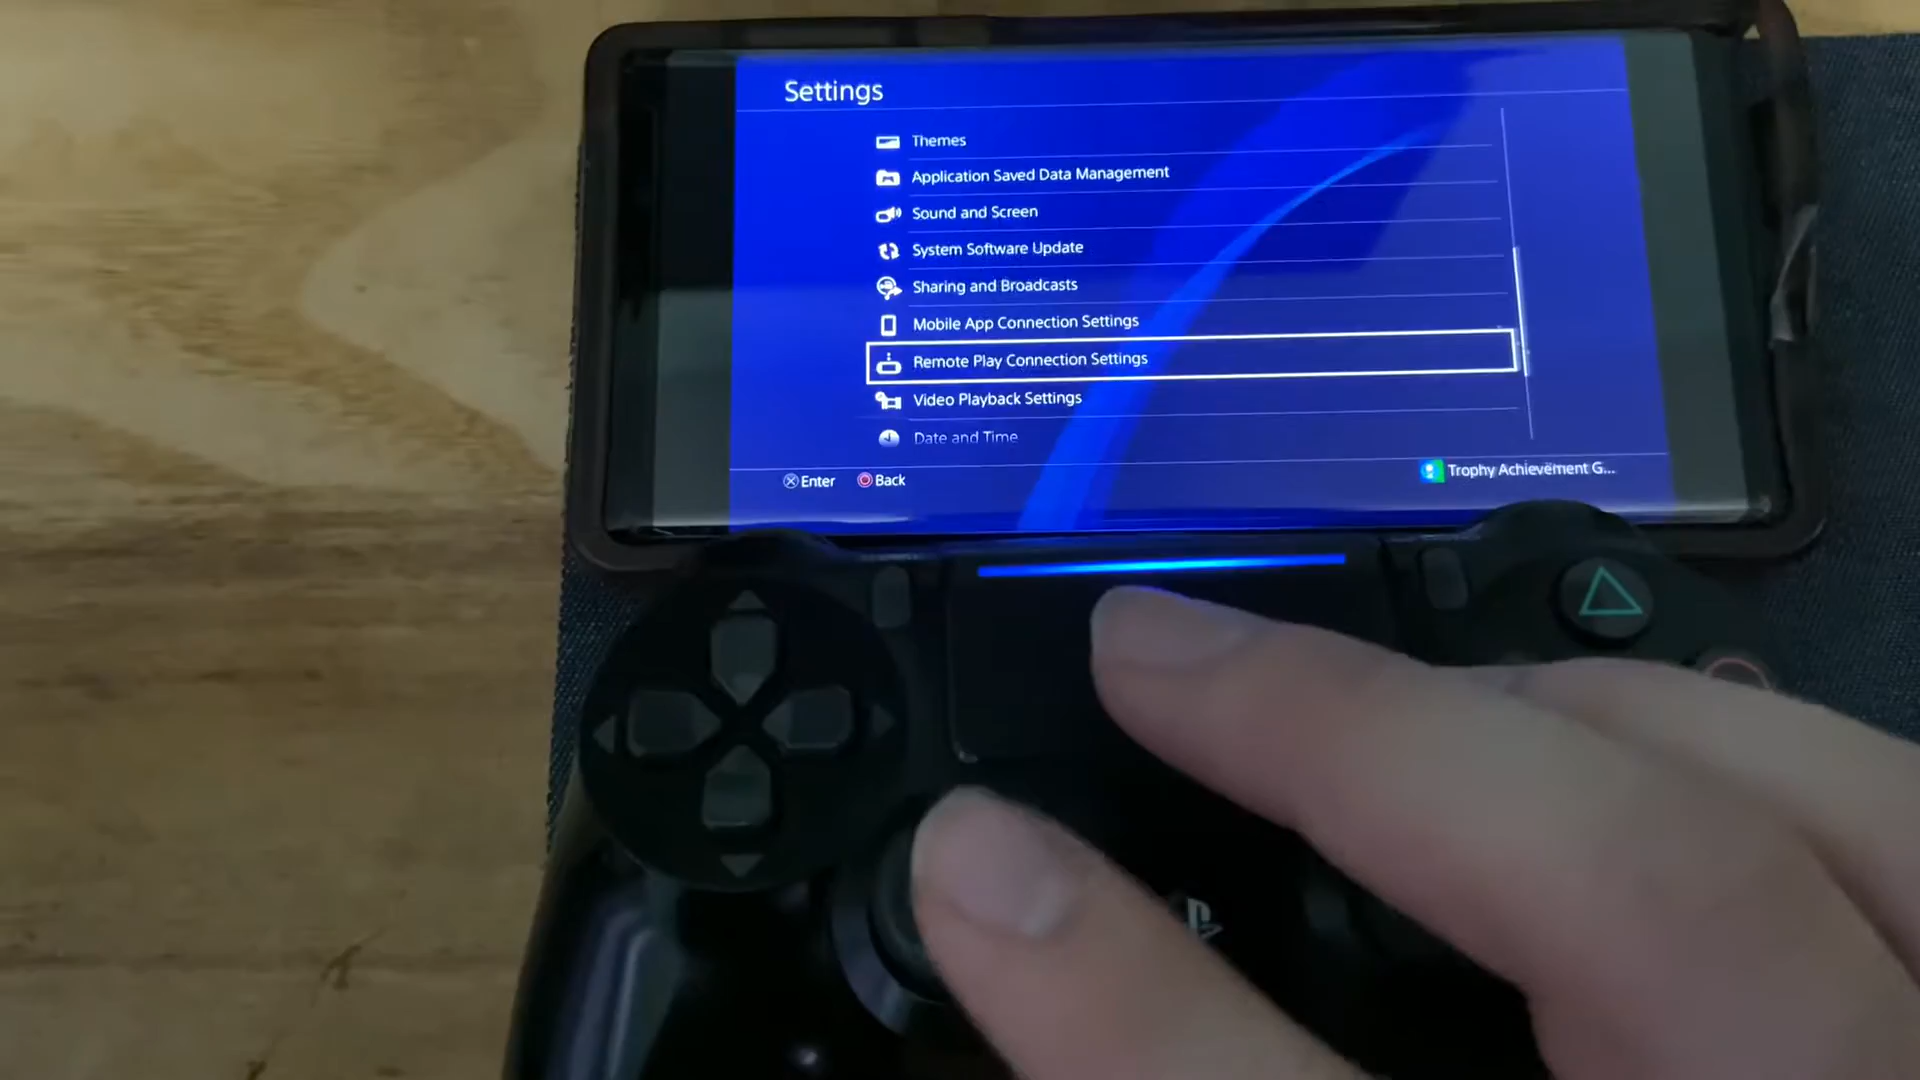 Settings
Themes
Application Saved Data Management
Sound and Screen
System Software Update
Sharing and Broadcasts
Mobile App Connection Settings
Remote Play Connection Settings
Video Playback Settings
Date and Time
Enter Back
Trophy Achievement G...